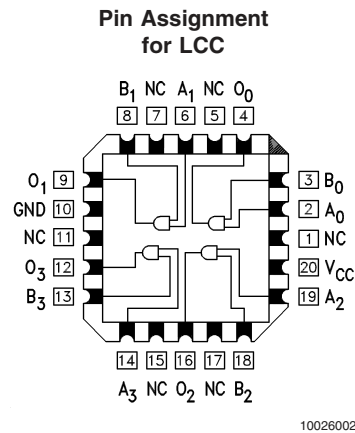 Pin Assignment
for LCC
B1 NC A1 NC O0
8 7 6 5 4
O1 9
GND 10
NC 11
O3 12
B3 13
3 B0
2 A0
1 NC
20 VCC
19 A2
14 15 16 17 18
A3 NC O2 NC B2
10026002